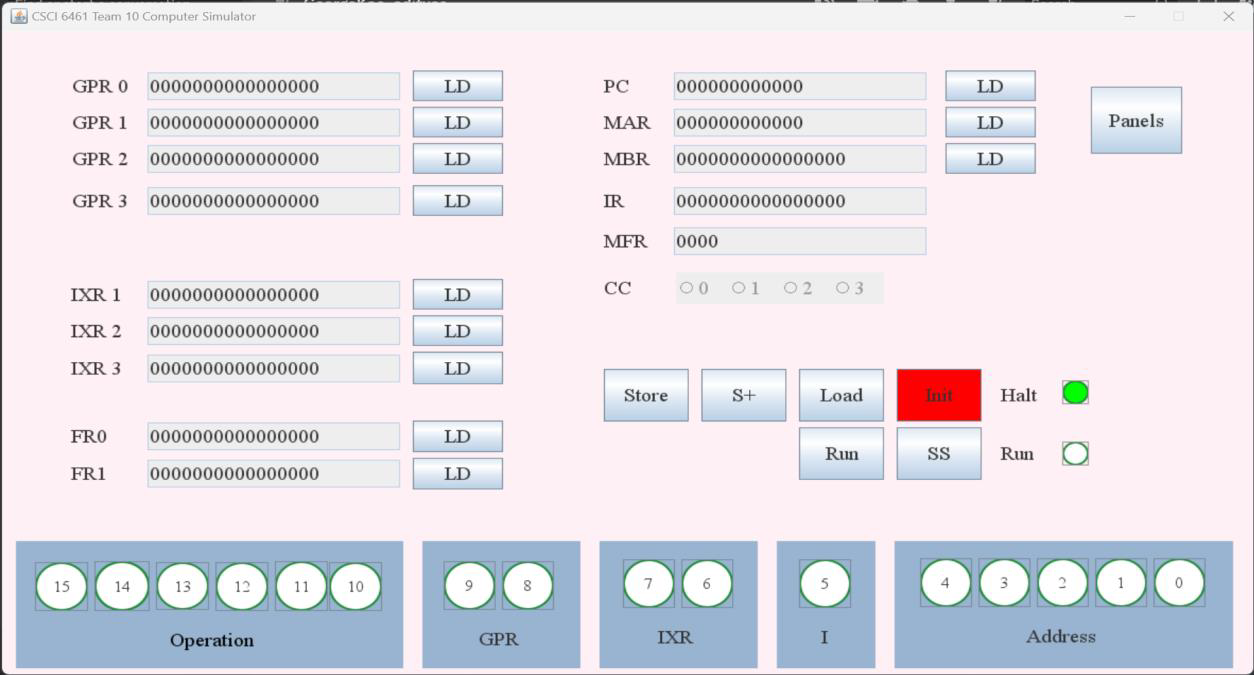 CSCI 6461 Team 10 Computer Simulator
GPR 0 0000000000000000 LD
GPR 1 0000000000000000 LD
GPR 2 0000000000000000 LD
GPR 3 0000000000000000 LD
IXR 1 0000000000000000 LD
IXR 2 0000000000000000 LD
IXR 3 0000000000000000 LD
FR0 0000000000000000 LD
FR1 0000000000000000 LD
PC 000000000000 LD
MAR 000000000000 LD
MBR 0000000000000000 LD
IR 0000000000000000
MFR 0000
CC 0 1 2 3
Panels
Store S+ Load Init Halt
Run SS Run
15 14 13 12 11 10
Operation
9 8
GPR
7 6
IXR
5
I
4 3 2 1 0
Address